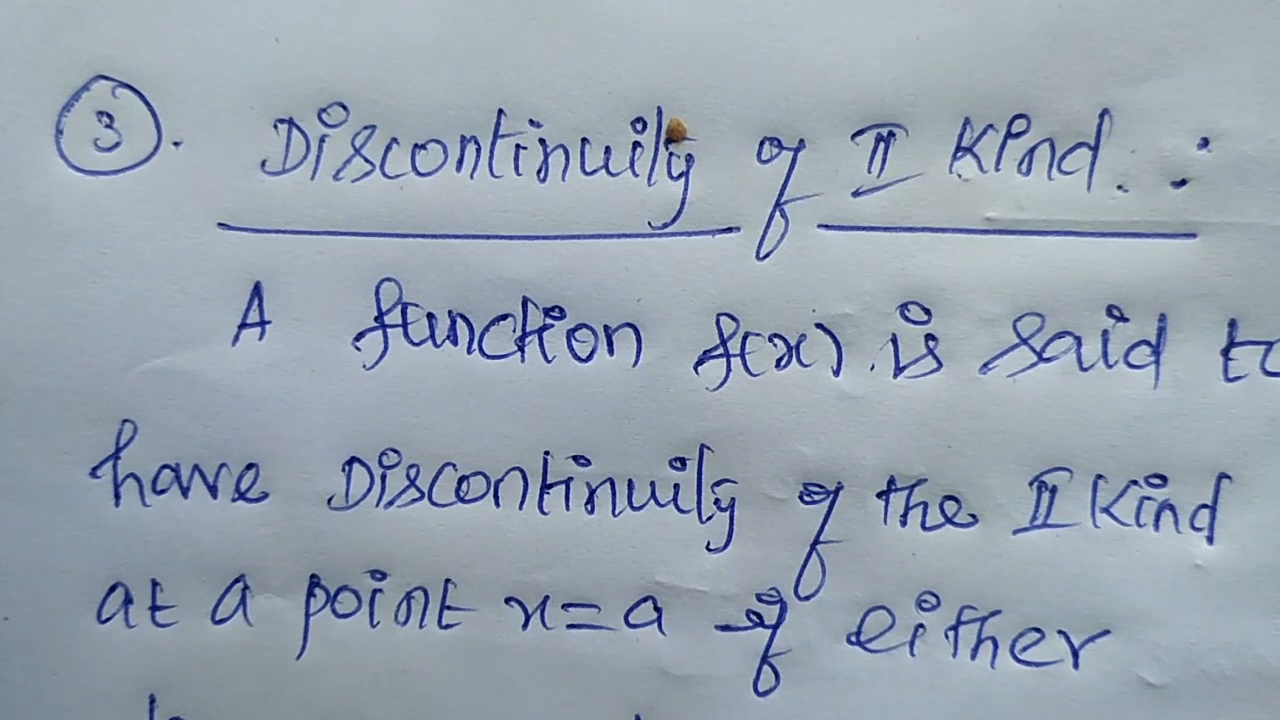 3. Discontinuity of II Kind. :
A function f(x) is said to
have Discontinuity of the II Kind
at a point x=a if either